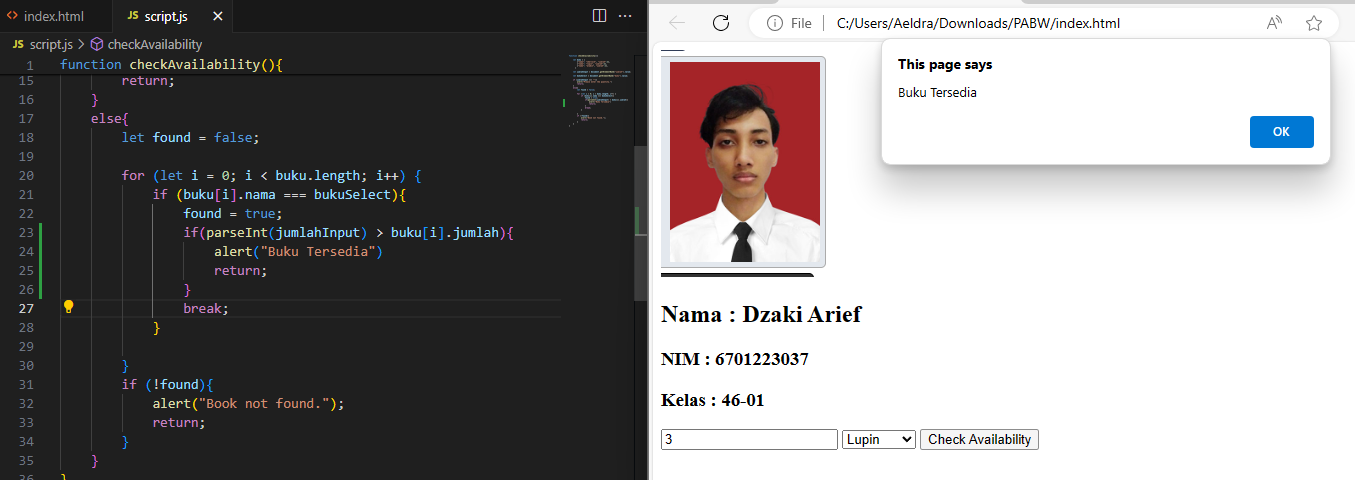 index.html
JS script.js
JS script.js > checkAvailability
1 function checkAvailability(){
15 return;
16 }
17 else{
18 let found = false;
19
20 for (let i = 0; i < buku.length; i++) {
21 if (buku[i].nama === bukuSelect){
22 found = true;
23 if(parseInt(jumlahInput) > buku[i].jumlah){
24 alert("Buku Tersedia")
25 return;
26 }
27 break;
28 }
29
30 }
31 if (!found){
32 alert("Book not found.");
33 return;
34 }
35 }
36 }
File
C:/Users/Aeldra/Downloads/PABW/index.html
This page says
Buku Tersedia
OK
Nama : Dzaki Arief
NIM : 6701223037
Kelas : 46-01
3
Lupin
Check Availability